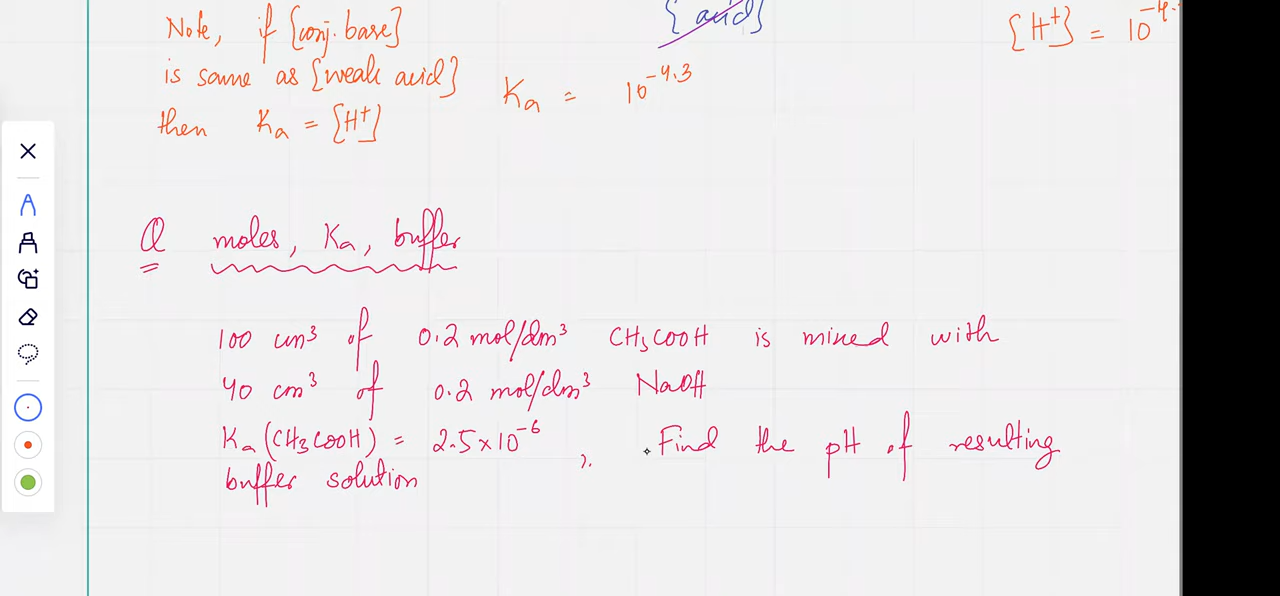 {acid}
Note, if {conj. base}
[H⁺} = 10⁻⁴·
is same as [weak acid}
Kₐ = 10⁻⁴·³
then Kₐ = [H⁺]
Q moles, Kₐ, buffer
100 cm³ of 0.2 mol/dm³ CH₃COOH is mixed with
40 cm³ of 0.2 mol/dm³ NaOH
Kₐ (CH₃COOH) = 2.5×10⁻⁶ , . Find the pH of resulting
buffer solution